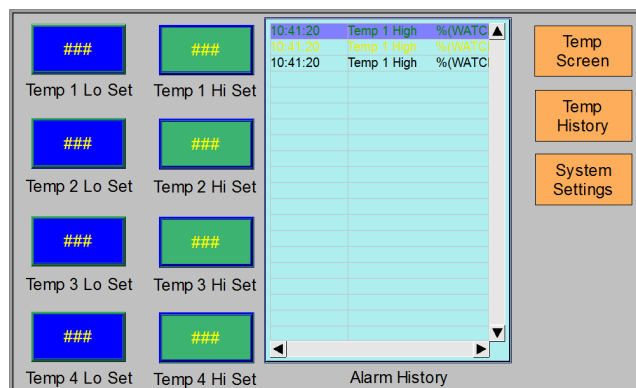 ### ###
Temp 1 Lo Set Temp 1 Hi Set
### ###
Temp 2 Lo Set Temp 2 Hi Set
### ###
Temp 3 Lo Set Temp 3 Hi Set
### ###
Temp 4 Lo Set Temp 4 Hi Set
10:41:20 Temp 1 High %(WATC
10:41:20 Temp 1 High %(WATC
10:41:20 Temp 1 High %(WATC
Alarm History
Temp
Screen
Temp
History
System
Settings